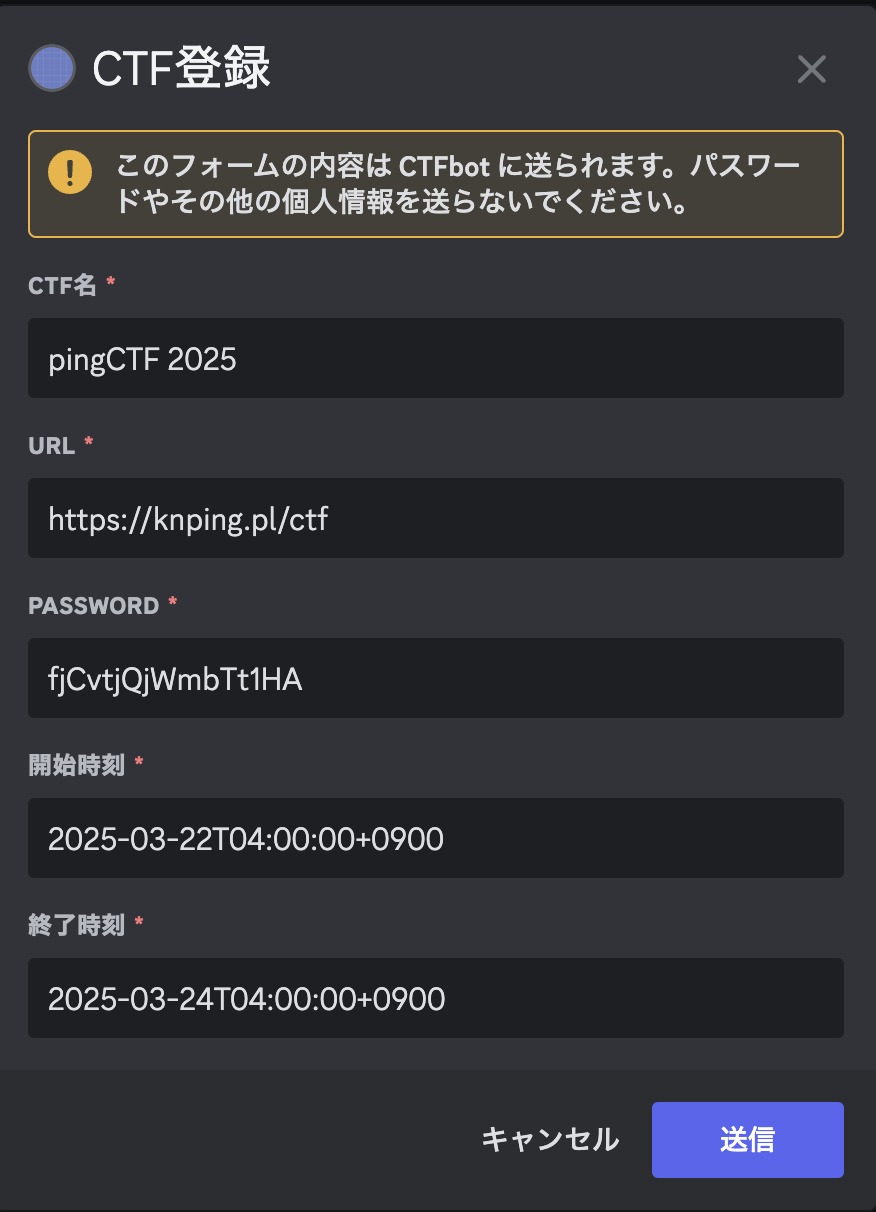 CTF登録
このフォームの内容は CTFbot に送られます。パスワー
ドやその他の個人情報を送らないでください。
CTF名 *
pingCTF 2025
URL *
https://knping.pl/ctf
PASSWORD *
fjCvtjQjWmbTt1HA
開始時刻 *
2025-03-22T04:00:00+0900
終了時刻 *
2025-03-24T04:00:00+0900
キャンセル
送信